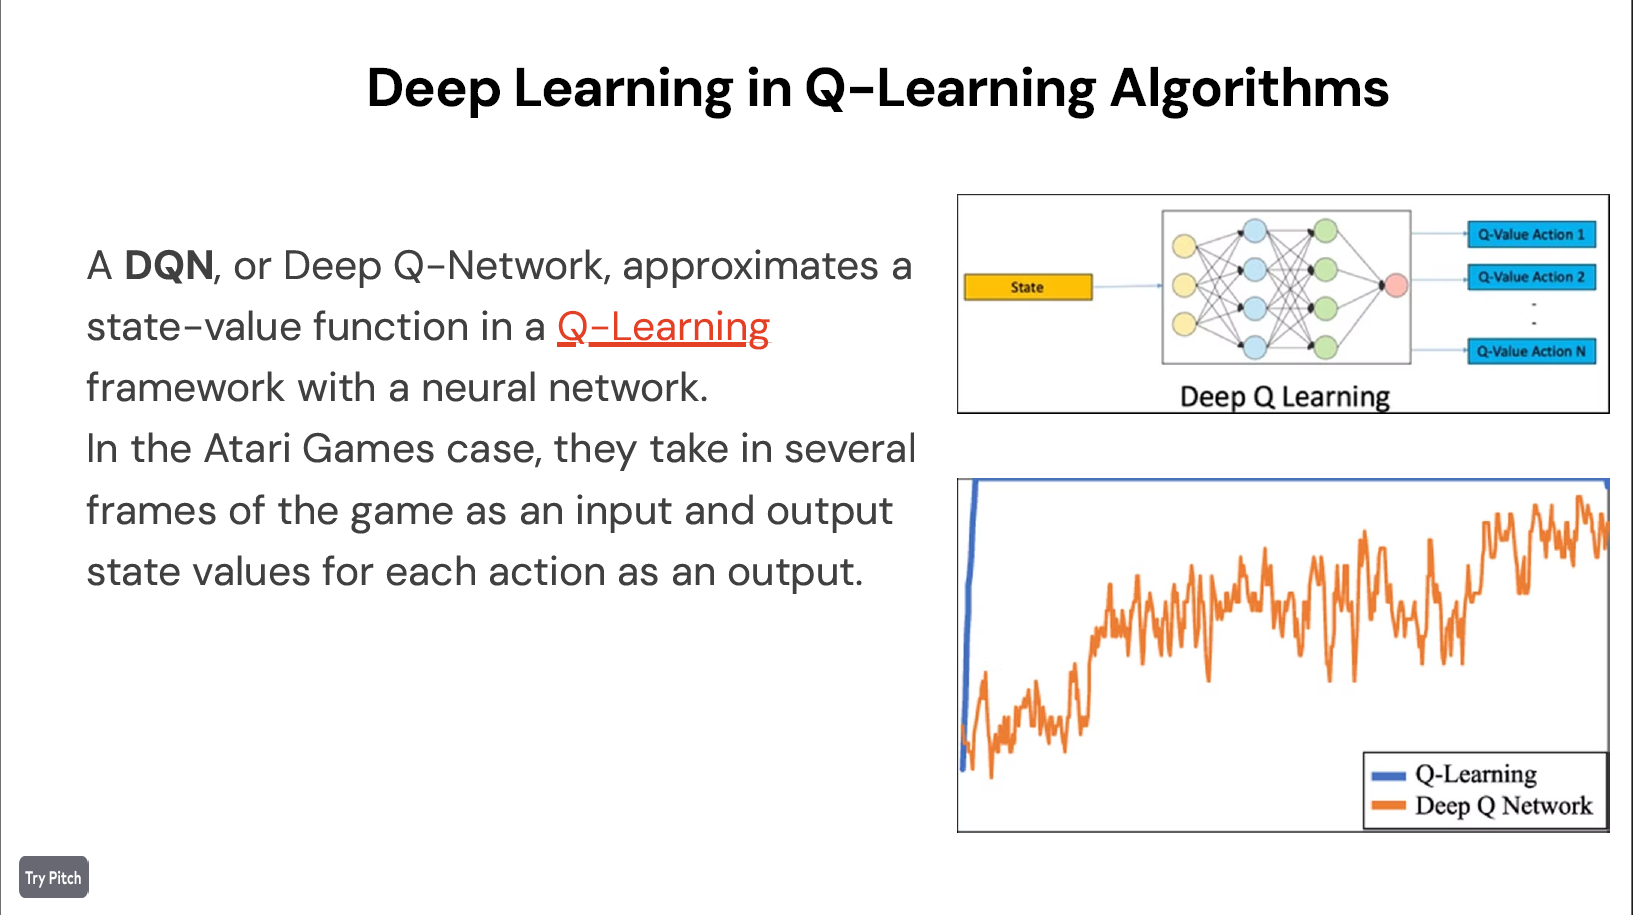 Deep Learning in Q-Learning Algorithms
A DQN, or Deep Q-Network, approximates a
state-value function in a Q-Learning
framework with a neural network.
In the Atari Games case, they take in several
frames of the game as an input and output
state values for each action as an output.
State
Q-Value Action 1
Q-Value Action 2
Q-Value Action N
Deep Q Learning
Q-Learning
Deep Q Network
Try Pitch